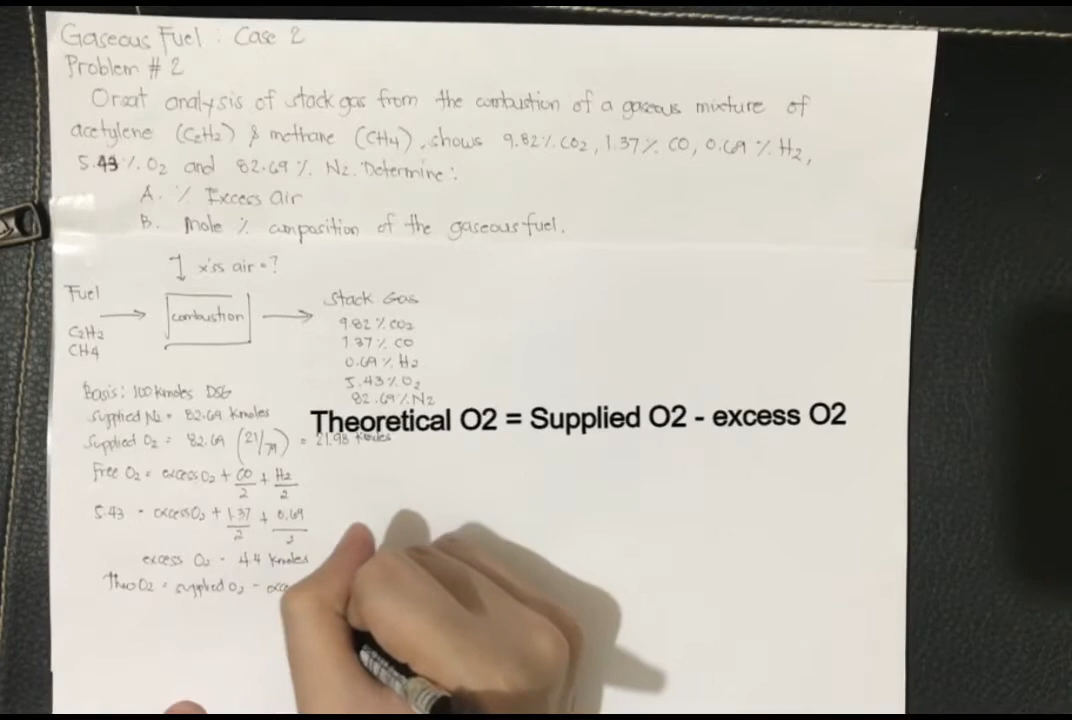 Gaseous Fuel : Case 2
Problem # 2
Orsat analysis of stack gas from the combustion of a gaseous mixture of
acetylene (C2H2) & methane (CH4), shows 9.82% CO2, 1.37% CO, 0.69% H2,
5.43% O2 and 82.69% N2. Determine:
A. % Excess air
B. Mole % composition of the gaseous fuel.
x'ss air = ?
Fuel
C2H2
CH4
combustion
Stack Gas
9.82% CO2
1.37% CO
0.69% H2
5.43% O2
82.69% N2
Basis: 100 Kmoles DSG
Supplied N2 = 82.69 Kmoles
Theoretical O2 = Supplied O2 - excess O2
Supplied O2 = 82.69 (21/79) = 21.98 Kmoles
Free O2 = excess O2 + CO/2 + H2/2
5.43 = excess O2 + 1.37/2 + 0.69/2
excess O2 = 4.4 Kmoles
Theo O2 = supplied O2 -